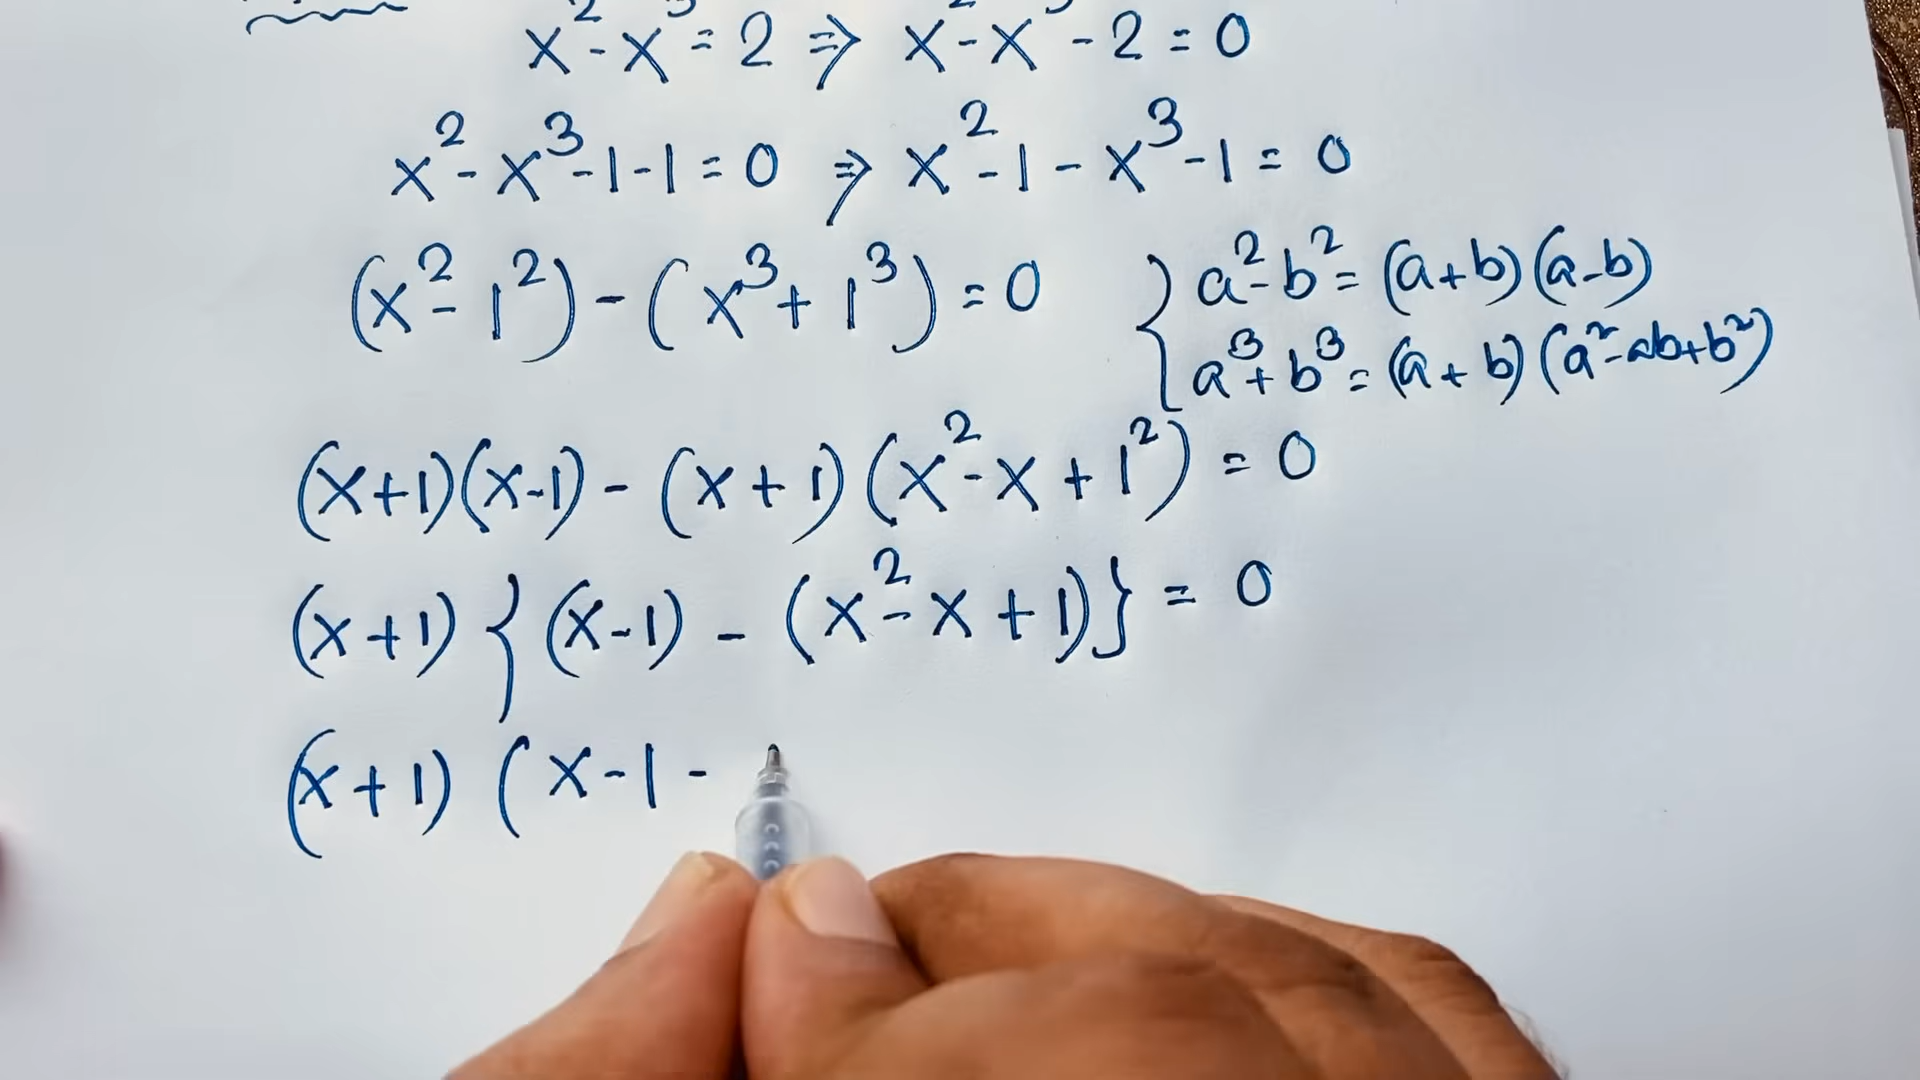 x² - x³ = 2 ⇒ x² - x³ - 2 = 0
x² - x³ - 1 - 1 = 0 ⇒ x² - 1 - x³ - 1 = 0
(x² - 1²) - (x³ + 1³) = 0
{ a² - b² = (a + b)(a - b)
a³ + b³ = (a + b)(a² - ab + b²)
(x + 1)(x - 1) - (x + 1)(x² - x + 1²) = 0
(x + 1) { (x - 1) - (x² - x + 1) } = 0
(x + 1) ( x - 1 -